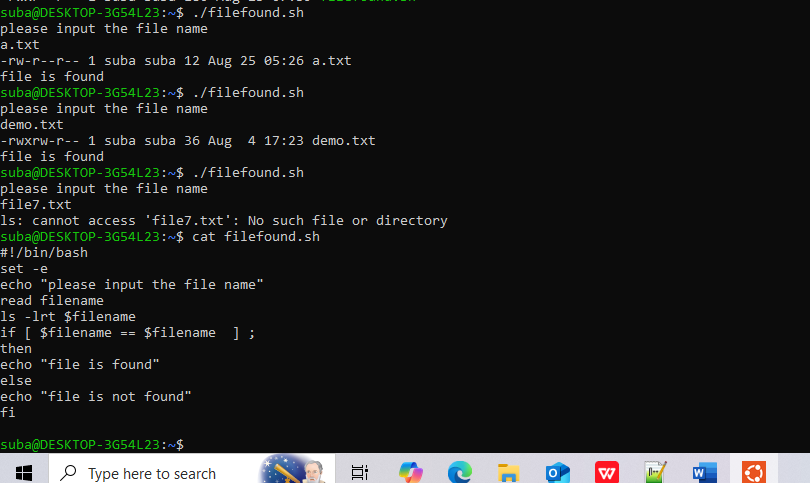 suba@DESKTOP-3G54L23:~$ ./filefound.sh
please input the file name
a.txt
-rw-r--r-- 1 suba suba 12 Aug 25 05:26 a.txt
file is found
suba@DESKTOP-3G54L23:~$ ./filefound.sh
please input the file name
demo.txt
-rwxrw-r-- 1 suba suba 36 Aug  4 17:23 demo.txt
file is found
suba@DESKTOP-3G54L23:~$ ./filefound.sh
please input the file name
file7.txt
ls: cannot access 'file7.txt': No such file or directory
suba@DESKTOP-3G54L23:~$ cat filefound.sh
#!/bin/bash
set -e
echo "please input the file name"
read filename
ls -lrt $filename
if [ $filename == $filename  ] ;
then
echo "file is found"
else
echo "file is not found"
fi
suba@DESKTOP-3G54L23:~$
Type here to search